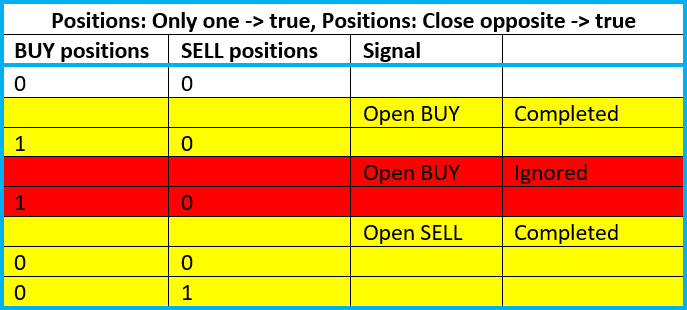 Positions: Only one -> true, Positions: Close opposite -> true
BUY positions SELL positions Signal
0 0
Open BUY Completed
1 0
Open BUY Ignored
1 0
Open SELL Completed
0 0
0 1